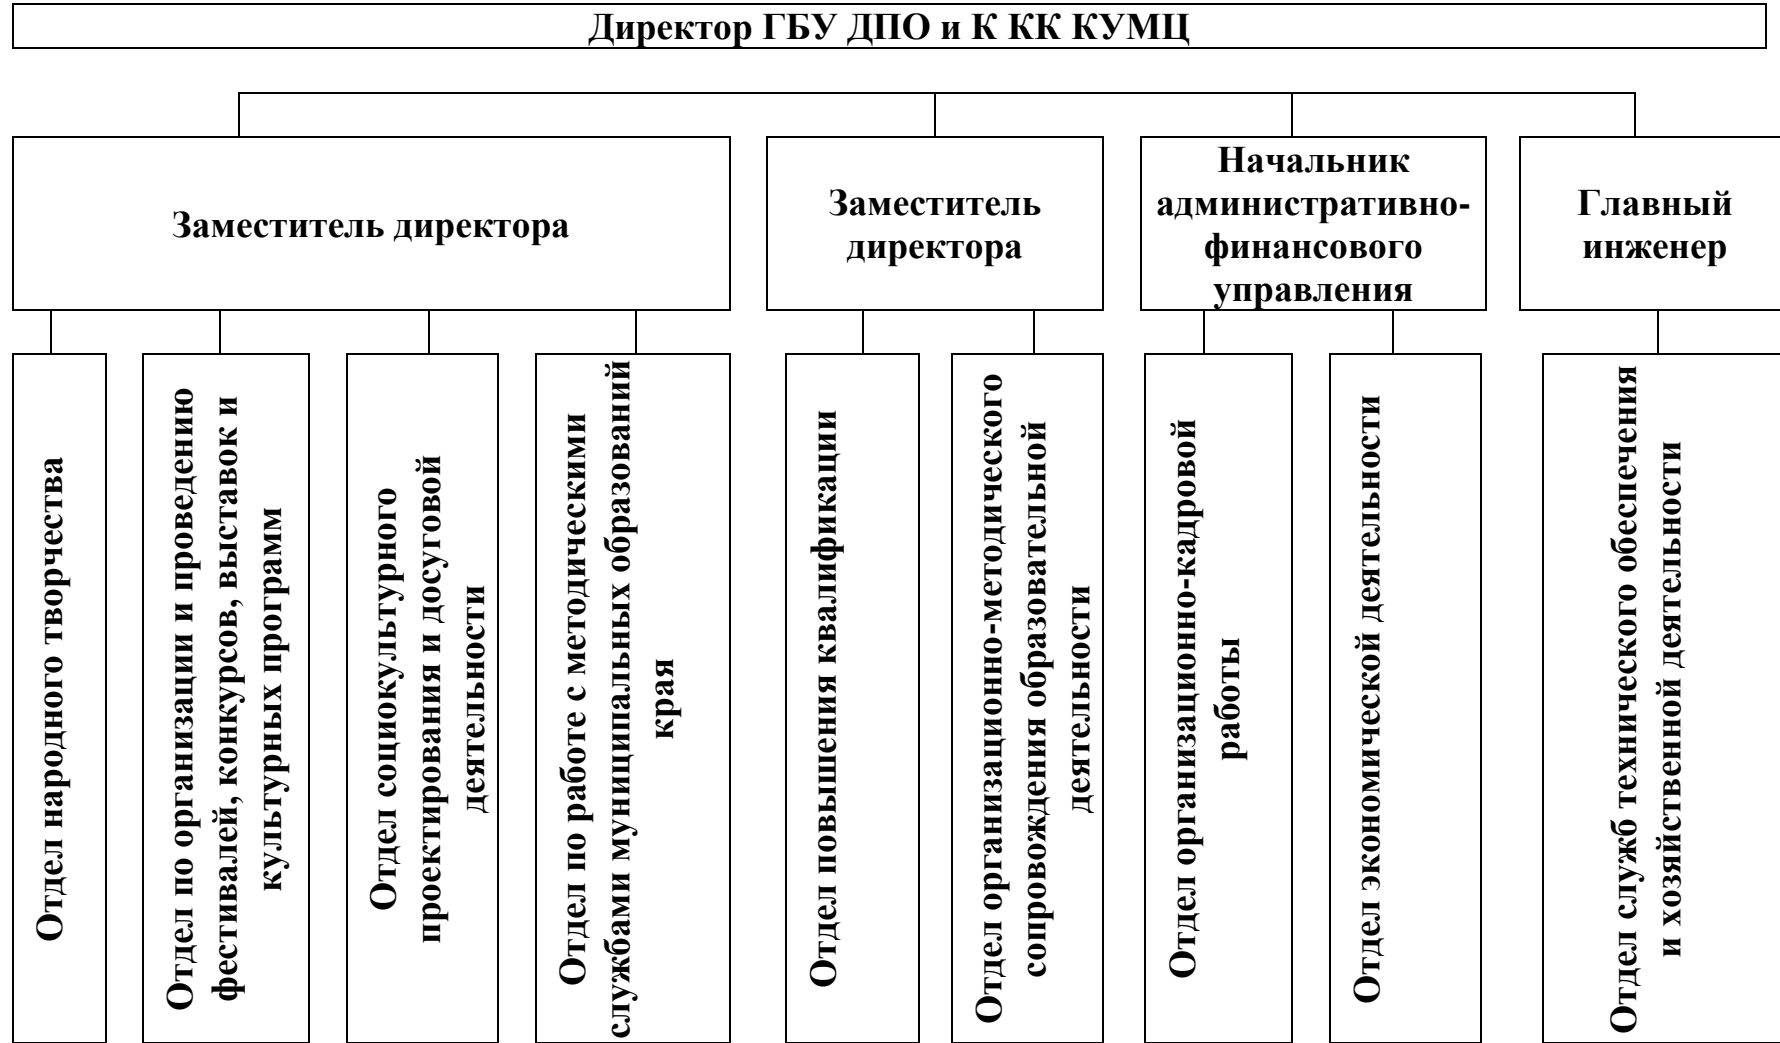 Директор ГБУ ДПО и К КК КУМЦ
Заместитель директора
Заместитель
директора
Начальник
административно-
финансового
управления
Главный
инженер
Отдел народного творчества
Отдел по организации и проведению
фестивалей, конкурсов, выставок и
культурных программ
Отдел социокультурного
проектирования и досуговой
деятельности
Отдел по работе с методическими
службами муниципальных образований
края
Отдел повышения квалификации
Отдел организационно-методического
сопровождения образовательной
деятельности
Отдел организационно-кадровой
работы
Отдел экономической деятельности
Отдел служб технического обеспечения
и хозяйственной деятельности